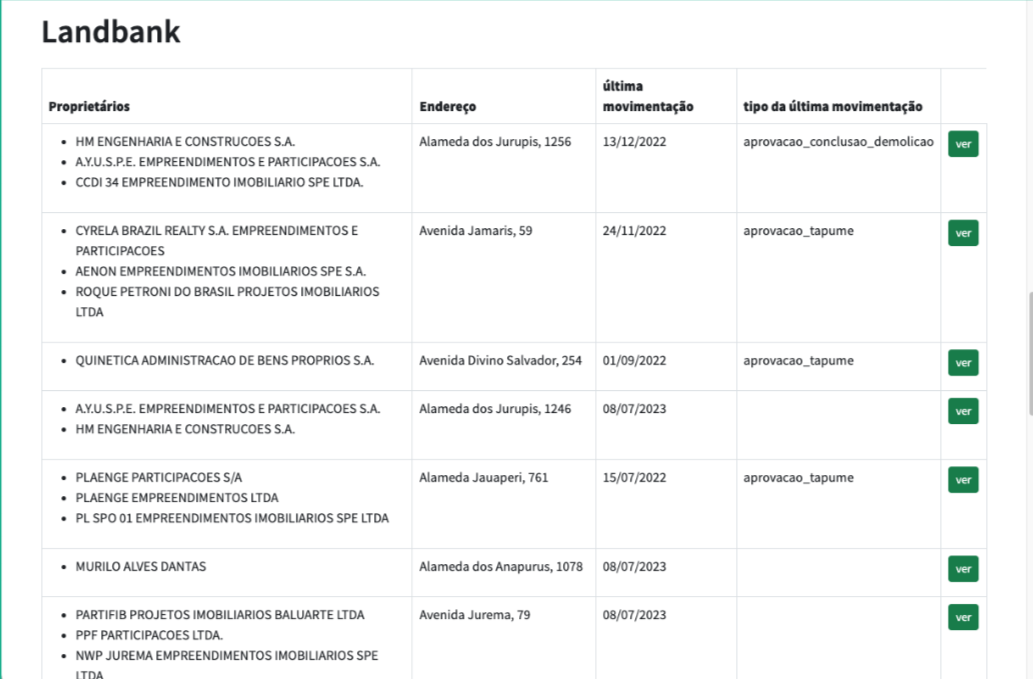 Landbank
Proprietários
Endereço
última
movimentação
tipo da última movimentação
HM ENGENHARIA E CONSTRUCOES S.A.
A.Y.U.S.P.E. EMPREENDIMENTOS E PARTICIPACOES S.A.
CCDI 34 EMPREENDIMENTO IMOBILIARIO SPE LTDA.
Alameda dos Jurupis, 1256
13/12/2022
aprovacao_conclusao_demolicao
ver
CYRELA BRAZIL REALTY S.A. EMPREENDIMENTOS E
PARTICIPACOES
AENON EMPREENDIMENTOS IMOBILIARIOS SPE S.A.
ROQUE PETRONI DO BRASIL PROJETOS IMOBILIARIOS
LTDA
Avenida Jamaris, 59
24/11/2022
aprovacao_tapume
ver
QUINETICA ADMINISTRACAO DE BENS PROPRIOS S.A.
Avenida Divino Salvador, 254
01/09/2022
aprovacao_tapume
ver
A.Y.U.S.P.E. EMPREENDIMENTOS E PARTICIPACOES S.A.
HM ENGENHARIA E CONSTRUCOES S.A.
Alameda dos Jurupis, 1246
08/07/2023
ver
PLAENGE PARTICIPACOES S/A
PLAENGE EMPREENDIMENTOS LTDA
PL SPO 01 EMPREENDIMENTOS IMOBILIARIOS SPE LTDA
Alameda Jauaperi, 761
15/07/2022
aprovacao_tapume
ver
MURILO ALVES DANTAS
Alameda dos Anapurus, 1078
08/07/2023
ver
PARTIFIB PROJETOS IMOBILIARIOS BALUARTE LTDA
PPF PARTICIPACOES LTDA.
NWP JUREMA EMPREENDIMENTOS IMOBILIARIOS SPE
LTDA
Avenida Jurema, 79
08/07/2023
ver